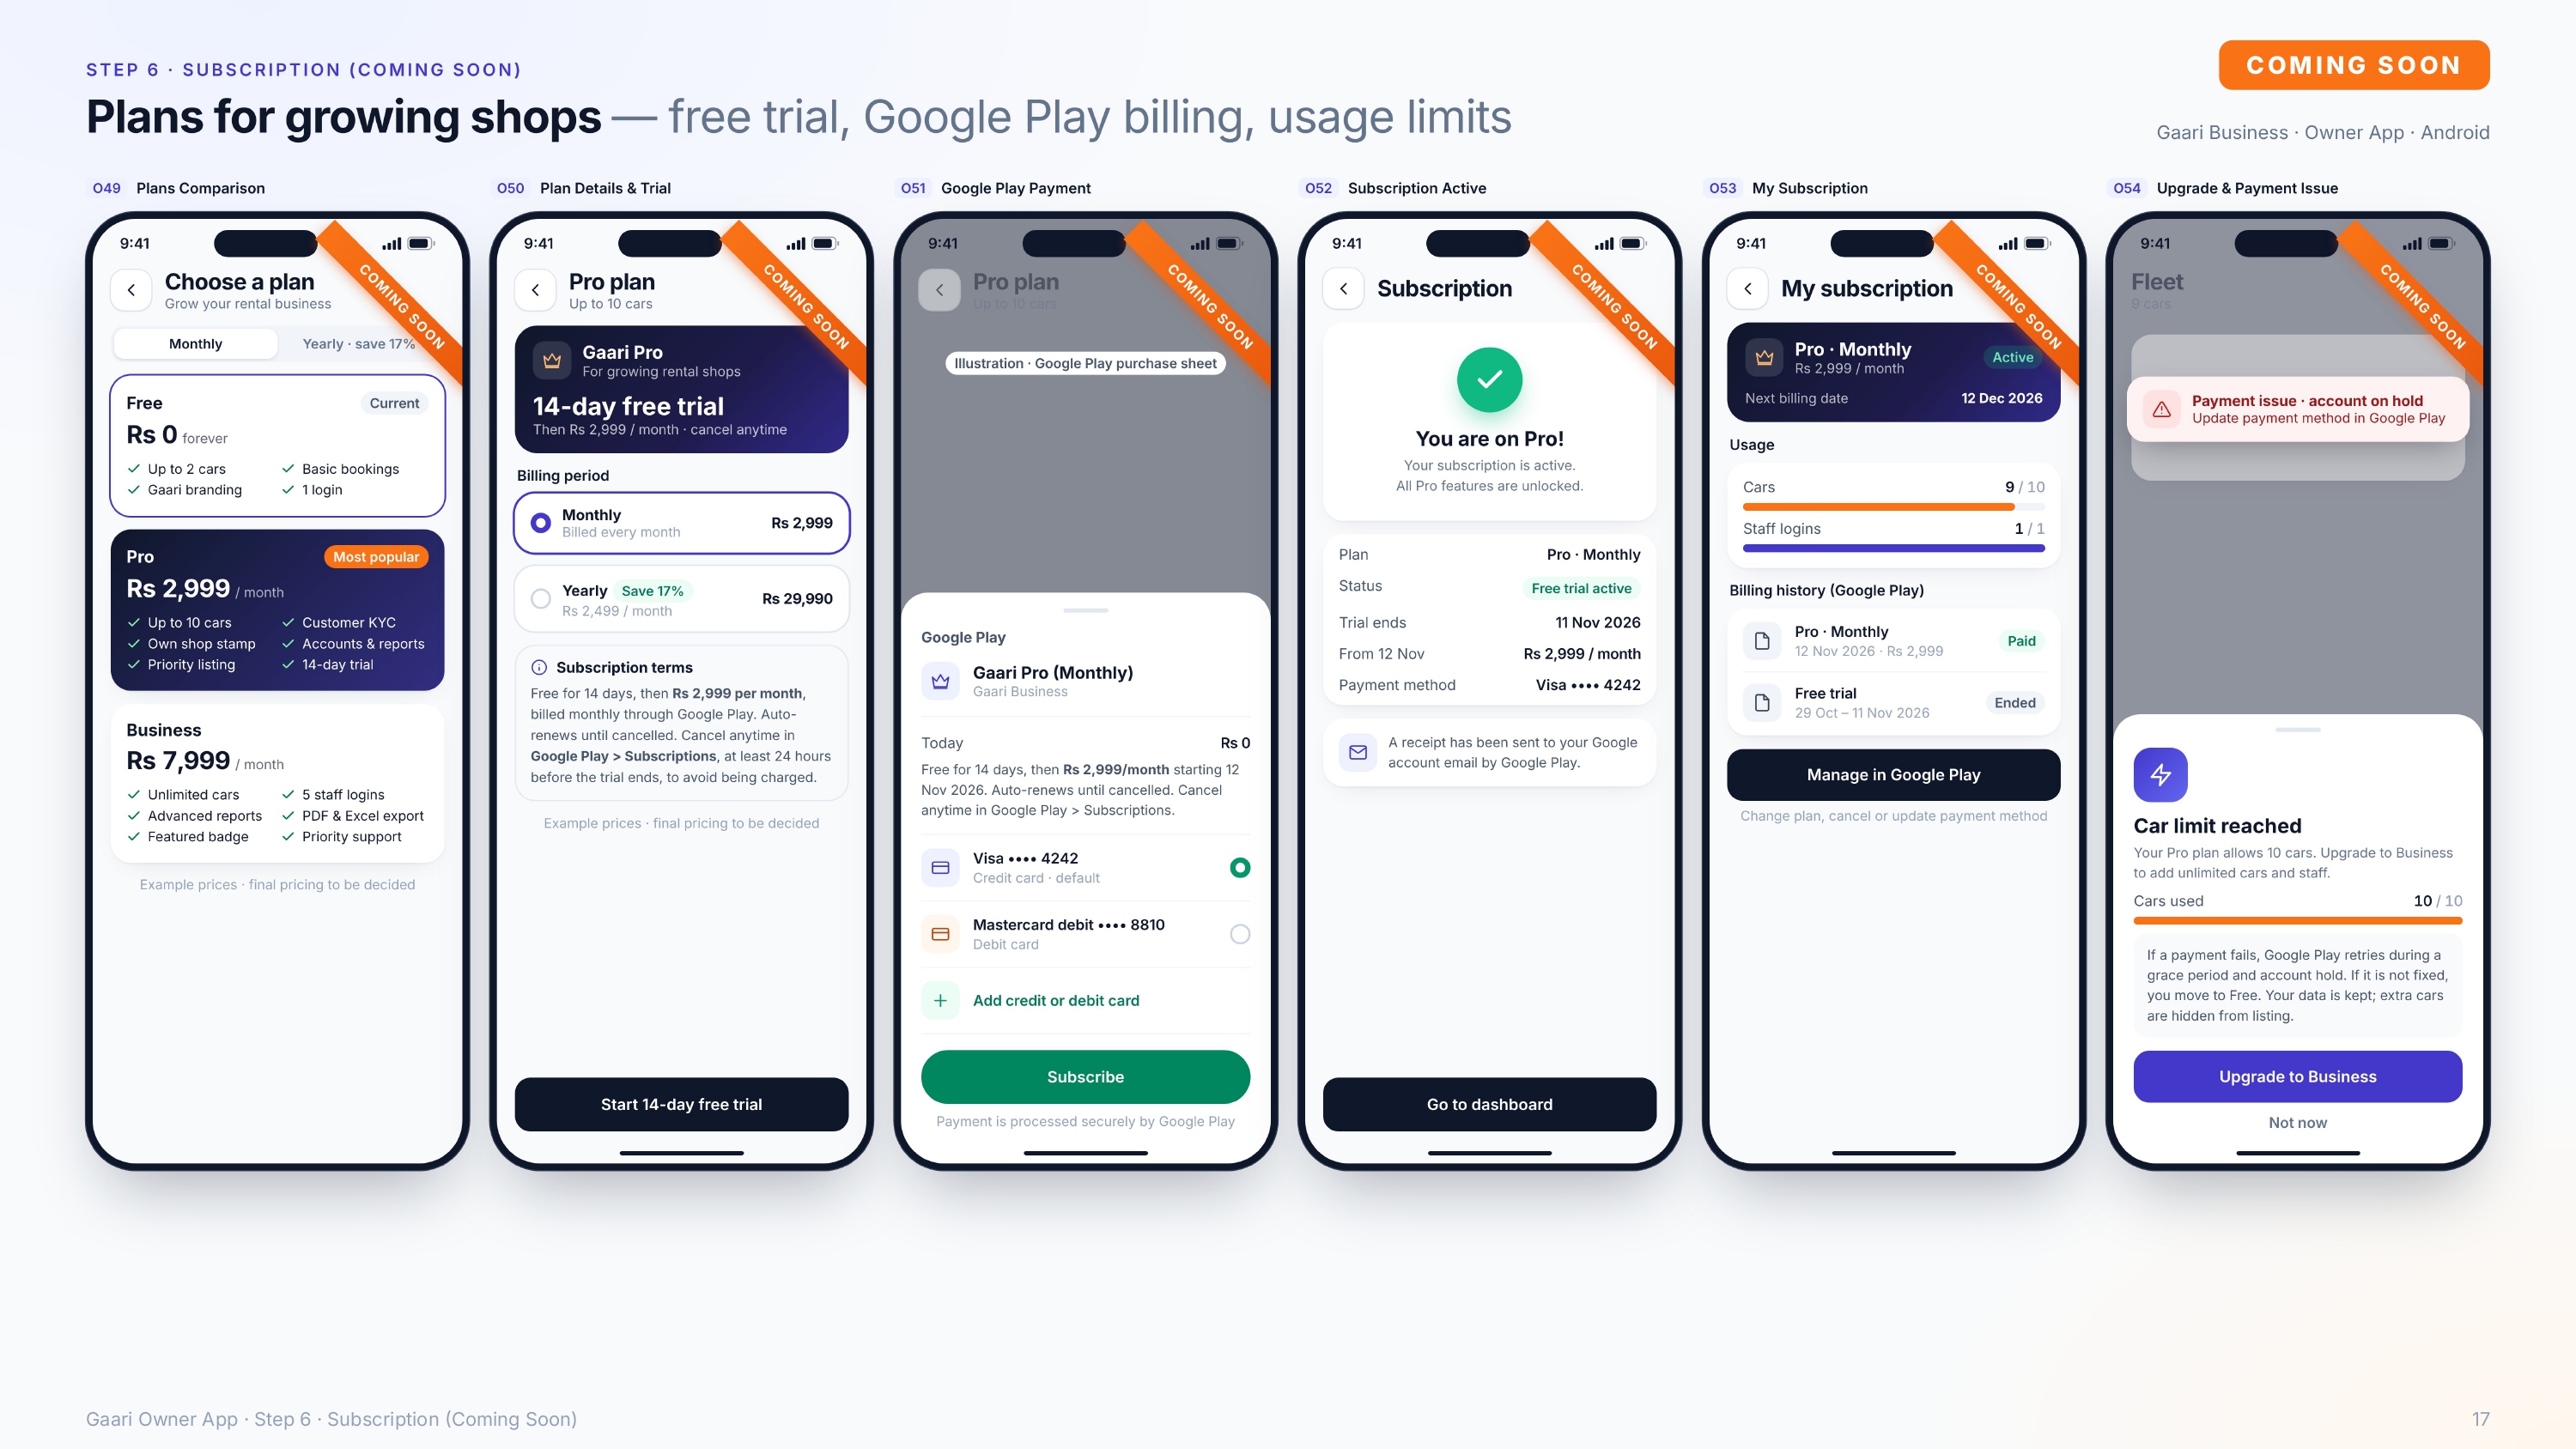 STEP 6 · SUBSCRIPTION (COMING SOON)
Plans for growing shops — free trial, Google Play billing, usage limits
COMING SOON
Gaari Business · Owner App · Android
O49 Plans Comparison
9:41
COMING SOON
Choose a plan
Grow your rental business
Monthly
Yearly · save 17%
Free
Current
Rs 0 forever
Up to 2 cars
Basic bookings
Gaari branding
1 login
Pro
Most popular
Rs 2,999 / month
Up to 10 cars
Customer KYC
Own shop stamp
Accounts & reports
Priority listing
14-day trial
Business
Rs 7,999 / month
Unlimited cars
5 staff logins
Advanced reports
PDF & Excel export
Featured badge
Priority support
Example prices · final pricing to be decided
O50 Plan Details & Trial
9:41
COMING SOON
Pro plan
Up to 10 cars
Gaari Pro
For growing rental shops
14-day free trial
Then Rs 2,999 / month · cancel anytime
Billing period
Monthly
Billed every month
Rs 2,999
Yearly Save 17%
Rs 2,499 / month
Rs 29,990
Subscription terms
Free for 14 days, then Rs 2,999 per month,
billed monthly through Google Play. Auto-
renews until cancelled. Cancel anytime in
Google Play > Subscriptions, at least 24 hours
before the trial ends, to avoid being charged.
Example prices · final pricing to be decided
Start 14-day free trial
O51 Google Play Payment
9:41
COMING SOON
Pro plan
Up to 10 cars
Illustration · Google Play purchase sheet
Google Play
Gaari Pro (Monthly)
Gaari Business
Today
Rs 0
Free for 14 days, then Rs 2,999/month starting 12
Nov 2026. Auto-renews until cancelled. Cancel
anytime in Google Play > Subscriptions.
Visa •••• 4242
Credit card · default
Mastercard debit •••• 8810
Debit card
Add credit or debit card
Subscribe
Payment is processed securely by Google Play
O52 Subscription Active
9:41
COMING SOON
Subscription
You are on Pro!
Your subscription is active.
All Pro features are unlocked.
Plan
Pro · Monthly
Status
Free trial active
Trial ends
11 Nov 2026
From 12 Nov
Rs 2,999 / month
Payment method
Visa •••• 4242
A receipt has been sent to your Google
account email by Google Play.
Go to dashboard
O53 My Subscription
9:41
COMING SOON
My subscription
Pro · Monthly
Rs 2,999 / month
Active
Next billing date
12 Dec 2026
Usage
Cars
9 / 10
Staff logins
1 / 1
Billing history (Google Play)
Pro · Monthly
12 Nov 2026 · Rs 2,999
Paid
Free trial
29 Oct – 11 Nov 2026
Ended
Manage in Google Play
Change plan, cancel or update payment method
O54 Upgrade & Payment Issue
9:41
COMING SOON
Fleet
9 cars
Payment issue · account on hold
Update payment method in Google Play
Car limit reached
Your Pro plan allows 10 cars. Upgrade to Business
to add unlimited cars and staff.
Cars used
10 / 10
If a payment fails, Google Play retries during a
grace period and account hold. If it is not fixed,
you move to Free. Your data is kept; extra cars
are hidden from listing.
Upgrade to Business
Not now
Gaari Owner App · Step 6 · Subscription (Coming Soon)
17